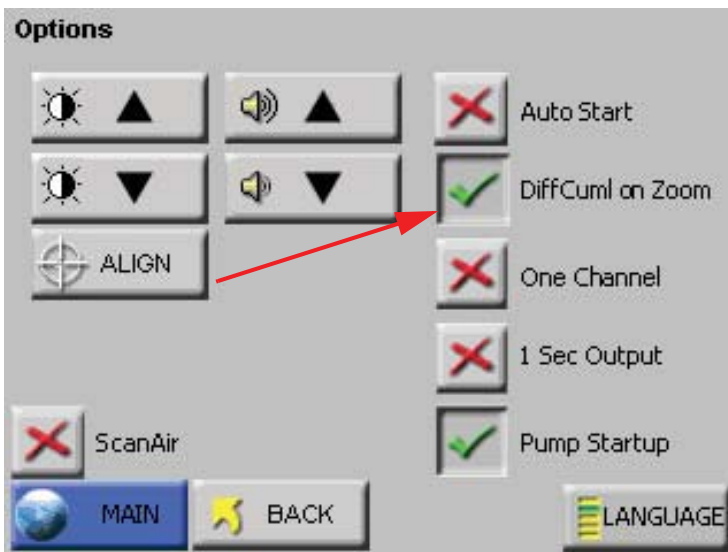 Options
Auto Start
DiffCuml on Zoom
ALIGN
One Channel
1 Sec Output
ScanAir
Pump Startup
MAIN
BACK
LANGUAGE